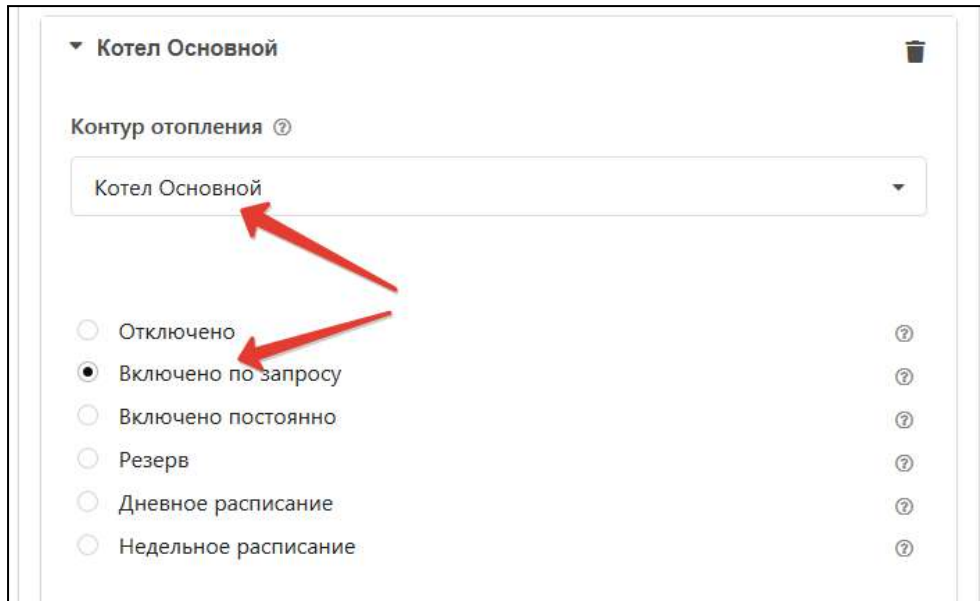 Котел Основной
Контур отопления
Котел Основной
Отключено
Включено по запросу
Включено постоянно
Резерв
Дневное расписание
Недельное расписание